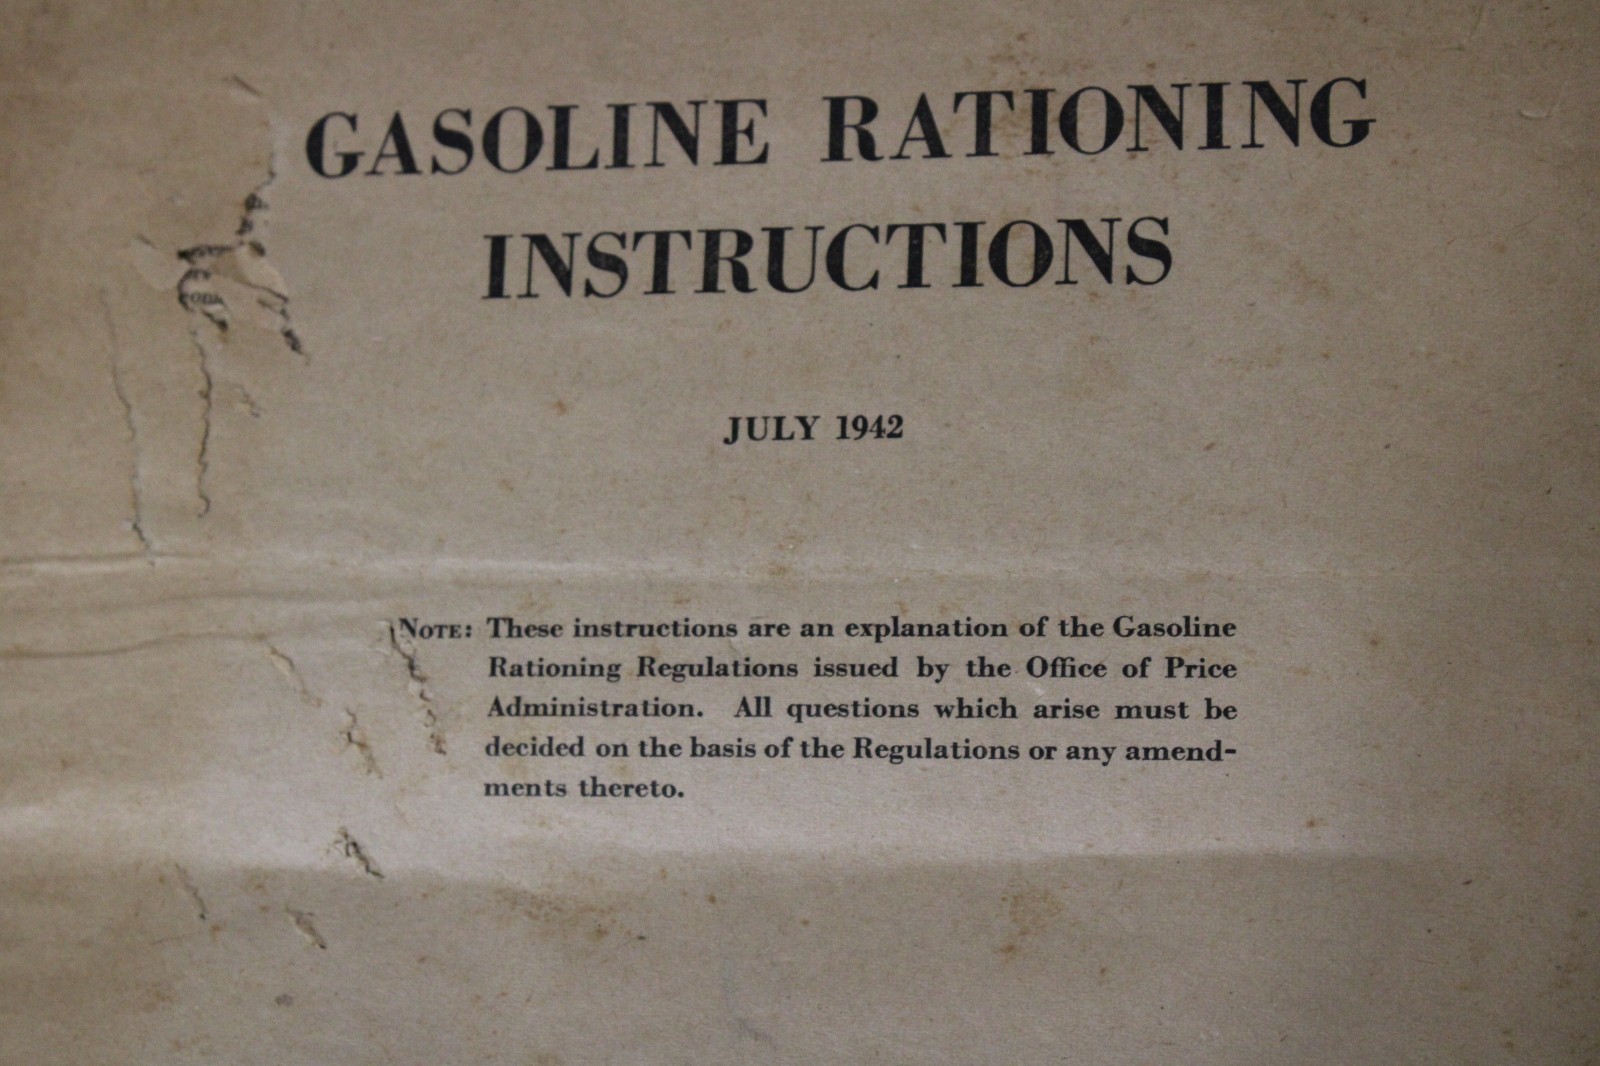 GASOLINE RATIONING
INSTRUCTIONS
JULY 1942
NOTE: These instructions are an explanation of the Gasoline
Rationing Regulations issued by the Office of Price
Administration. All questions which arise must be
decided on the basis of the Regulations or any amend-
ments thereto.